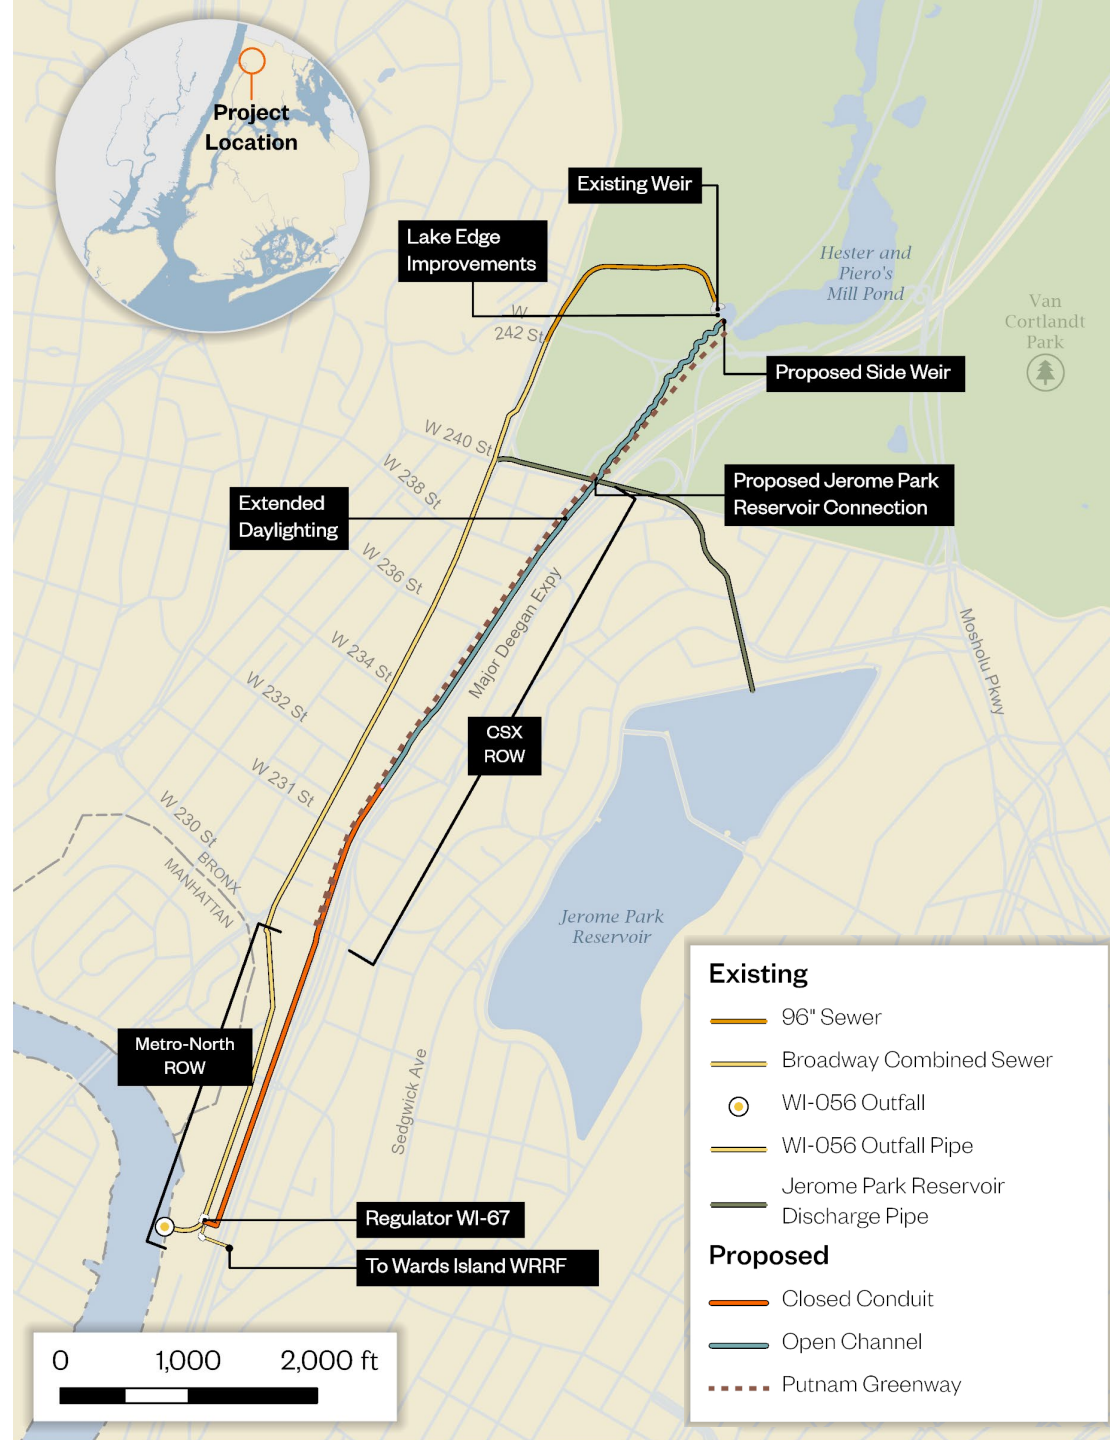 Project
Location
Existing Weir
Lake Edge
Improvements
Hester and
Piero's
Mill Pond
Van
Cortlandt
Park
W
242 St
Proposed Side Weir
W 240 St
W 238 St
Proposed Jerome Park
Reservoir Connection
Extended
Daylighting
W 236 St
Major Deegan Expy
Mosholu Pkwy
W 234 St
W 232 St
CSX
ROW
W 231 St
W 230 St
BRONX
MANHATTAN
Jerome Park
Reservoir
Metro-North
ROW
Sedgwick Ave
Regulator WI-67
To Wards Island WRRF
Existing
96" Sewer
Broadway Combined Sewer
WI-056 Outfall
WI-056 Outfall Pipe
Jerome Park Reservoir
Discharge Pipe
Proposed
Closed Conduit
Open Channel
Putnam Greenway
0 1,000 2,000 ft